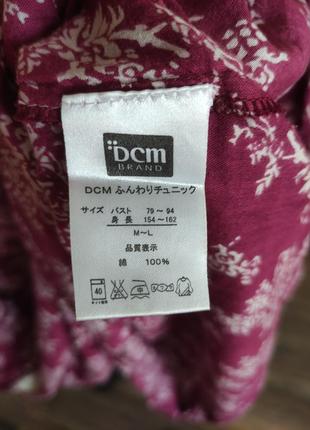 DCM
BRAND
DCM ふんわりチュニック
サイズ バスト 79～94
身長 154～162
M～L
品質表示
綿 100%
40